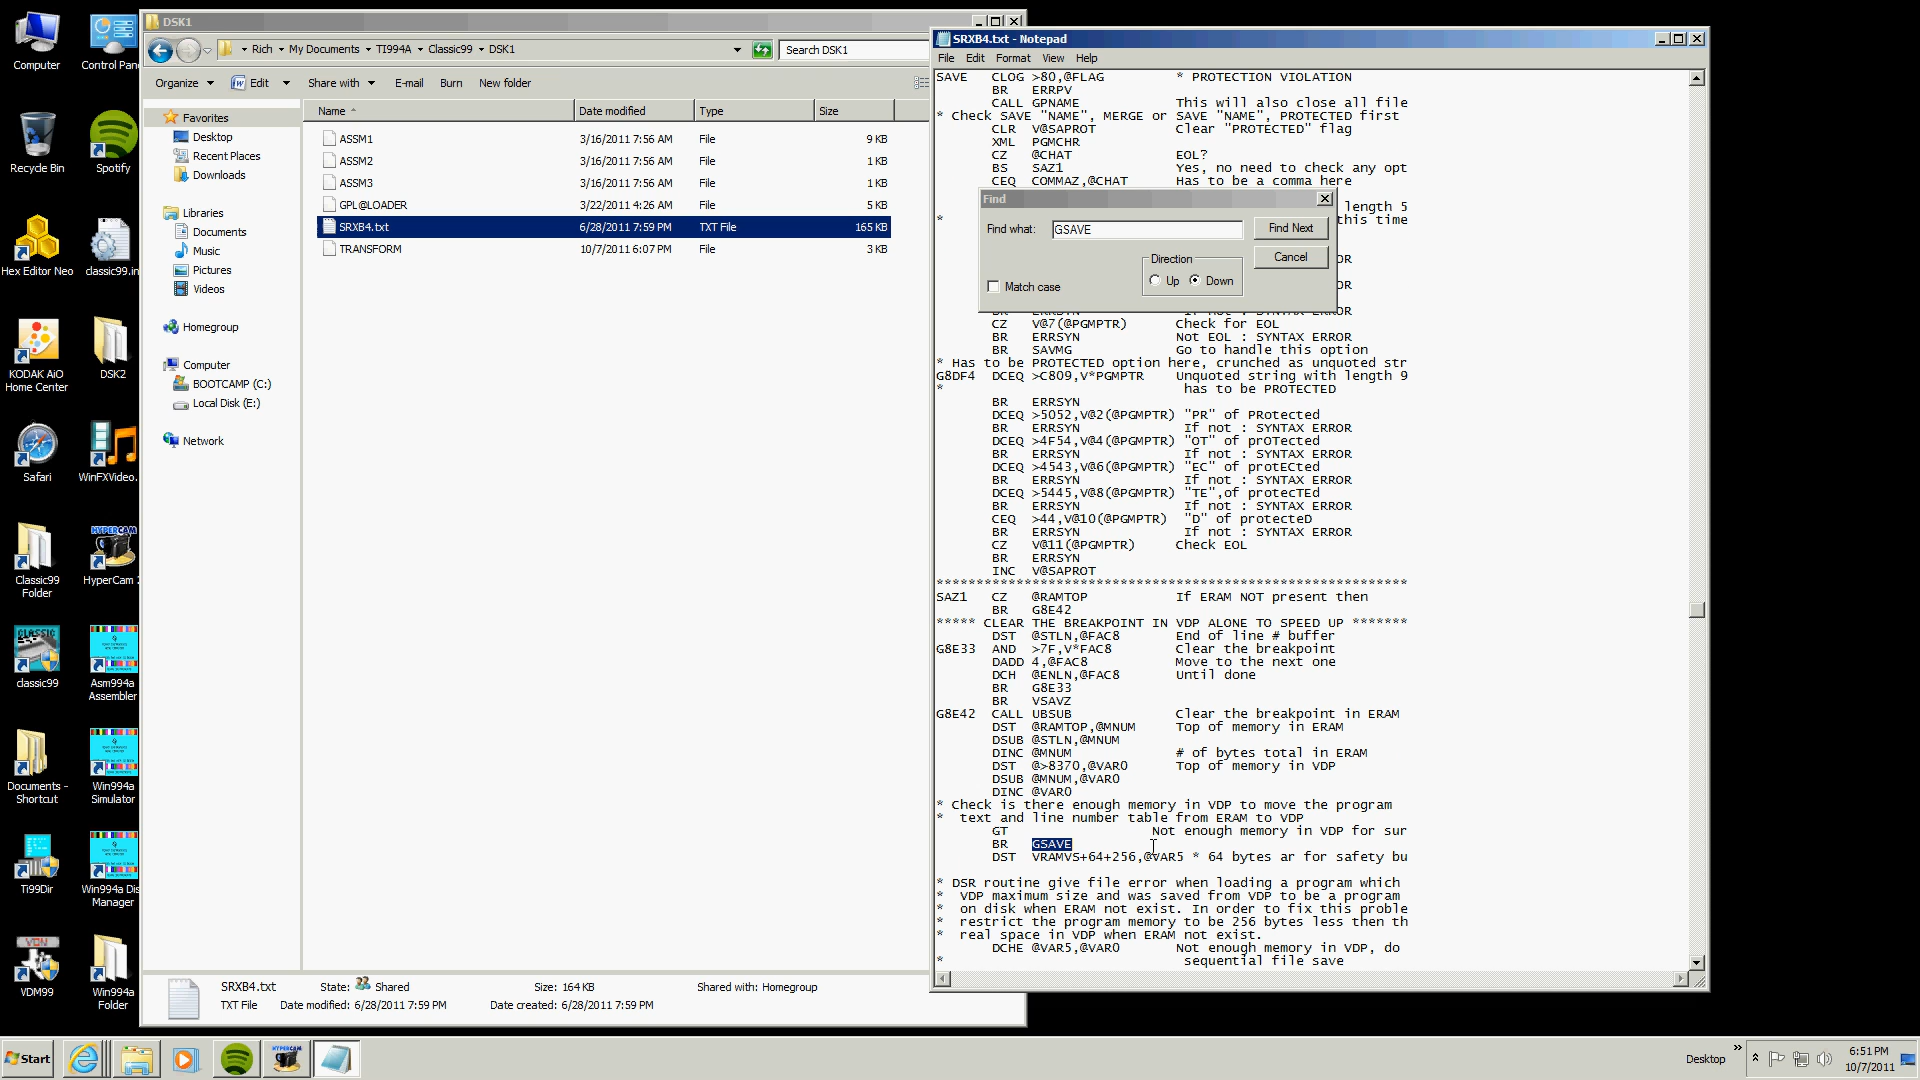 Computer
Control Pan
Recycle Bin
Spotify
Hex Editor Neo
classic99.in
KODAK AiO
Home Center
DSK2
Safari
WinFXVideo.
HYPERCAM
Classic99
Folder
HyperCam
CLASSIC
classic99
Asm994a
Assembler
Documents -
Shortcut
Win994a
Simulator
Ti99Dir
Win994a Dis
Manager
VDM99
Win994a
Folder
DSK1
Rich
My Documents
TI994A
Classic99
DSK1
Search DSK1
Organize
Edit
Share with
E-mail
Burn
New folder
Favorites
Desktop
Recent Places
Downloads
Libraries
Documents
Music
Pictures
Videos
Homegroup
Computer
BOOTCAMP (C:)
Local Disk (E:)
Network
Name Date modified Type Size
ASSM1 3/16/2011 7:56 AM File 9 KB
ASSM2 3/16/2011 7:56 AM File 1 KB
ASSM3 3/16/2011 7:56 AM File 1 KB
GPL@LOADER 3/22/2011 4:26 AM File 5 KB
SRXB4.txt 6/28/2011 7:59 PM TXT File 165 KB
TRANSFORM 10/7/2011 6:07 PM File 3 KB
SRXB4.txt State: Shared Size: 164 KB Shared with: Homegroup
TXT File Date modified: 6/28/2011 7:59 PM Date created: 6/28/2011 7:59 PM
SRXB4.txt - Notepad
File Edit Format View Help
SAVE CLOG >80,@FLAG * PROTECTION VIOLATION
BR ERRPV
CALL GPNAME This will also close all file
* Check SAVE "NAME", MERGE or SAVE "NAME", PROTECTED first
CLR V@SAPROT Clear "PROTECTED" flag
XML PGMCHR
CZ @CHAT EOL?
BS SAZ1 Yes, no need to check any opt
CEQ COMMAZ,@CHAT Has to be a comma here
length 5
* this time
OR
OR
Find
Find what: GSAVE
Find Next
Direction
Up Down
Cancel
Match case
BR ERRSYN If not : SYNTAX ERROR
CZ V@7(@PGMPTR) Check for EOL
BR ERRSYN Not EOL : SYNTAX ERROR
BR SAVMG Go to handle this option
* Has to be PROTECTED option here, crunched as unquoted str
G8DF4 DCEQ >C809,V*PGMPTR Unquoted string with length 9
* has to be PROTECTED
BR ERRSYN
DCEQ >5052,V@2(@PGMPTR) "PR" of PROtected
BR ERRSYN If not : SYNTAX ERROR
DCEQ >4F54,V@4(@PGMPTR) "OT" of prOTected
BR ERRSYN If not : SYNTAX ERROR
DCEQ >4543,V@6(@PGMPTR) "EC" of protECted
BR ERRSYN If not : SYNTAX ERROR
DCEQ >5445,V@8(@PGMPTR) "TE",of protecTEd
BR ERRSYN If not : SYNTAX ERROR
CEQ >44,V@10(@PGMPTR) "D" of protecteD
BR ERRSYN If not : SYNTAX ERROR
CZ V@11(@PGMPTR) Check EOL
BR ERRSYN
INC V@SAPROT
***********************************************************
SAZ1 CZ @RAMTOP If ERAM NOT present then
BR G8E42
***** CLEAR THE BREAKPOINT IN VDP ALONE TO SPEED UP *******
DST @STLN,@FAC8 End of line # buffer
G8E33 AND >7F,V*FAC8 Clear the breakpoint
DADD 4,@FAC8 Move to the next one
DCH @ENLN,@FAC8 Until done
BR G8E33
BR VSAVZ
G8E42 CALL UBSUB Clear the breakpoint in ERAM
DST @RAMTOP,@MNUM Top of memory in ERAM
DSUB @STLN,@MNUM
DINC @MNUM # of bytes total in ERAM
DST @>8370,@VAR0 Top of memory in VDP
DSUB @MNUM,@VAR0
DINC @VAR0
* Check is there enough memory in VDP to move the program
* text and line number table from ERAM to VDP
GT Not enough memory in VDP for sur
BR GSAVE
DST VRAMVS+64+256,@VAR5 * 64 bytes ar for safety bu
* DSR routine give file error when loading a program which
* VDP maximum size and was saved from VDP to be a program
* on disk when ERAM not exist. In order to fix this proble
* restrict the program memory to be 256 bytes less then th
* real space in VDP when ERAM not exist.
DCHE @VAR5,@VAR0 Not enough memory in VDP, do
* sequential file save
Start
Desktop
6:51 PM
10/7/2011